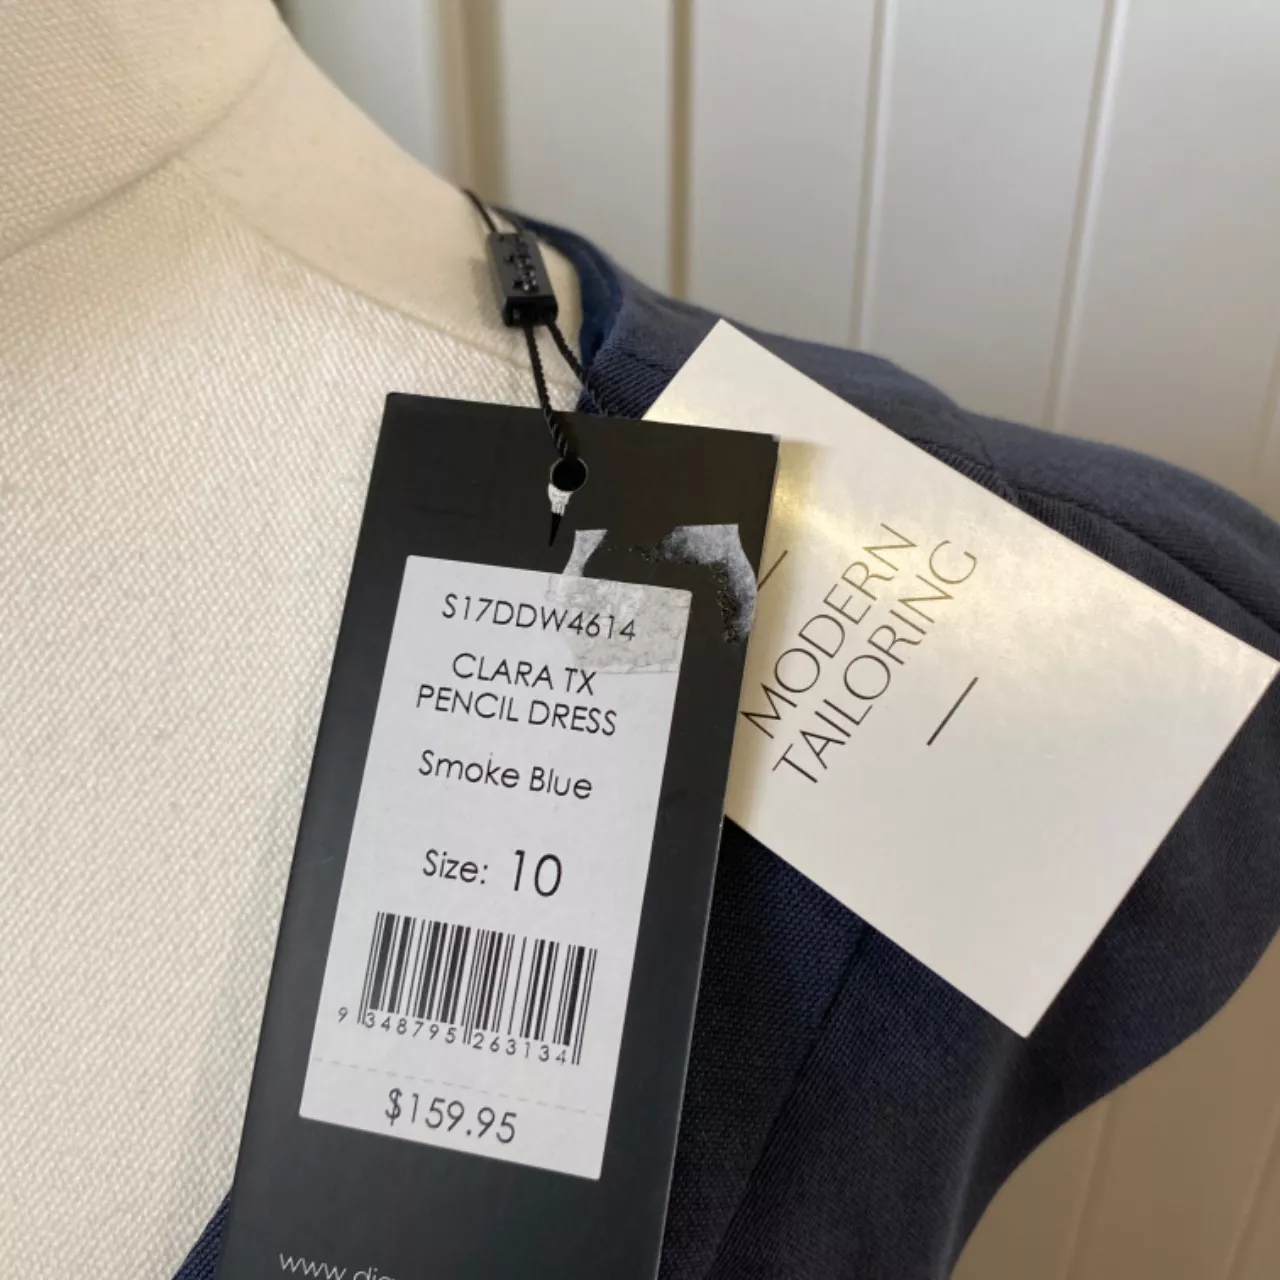 S17DDW4614
CLARA TX
PENCIL DRESS
Smoke Blue
Size: 10
9 348795 263134
$159.95
MODERN
TAILORING